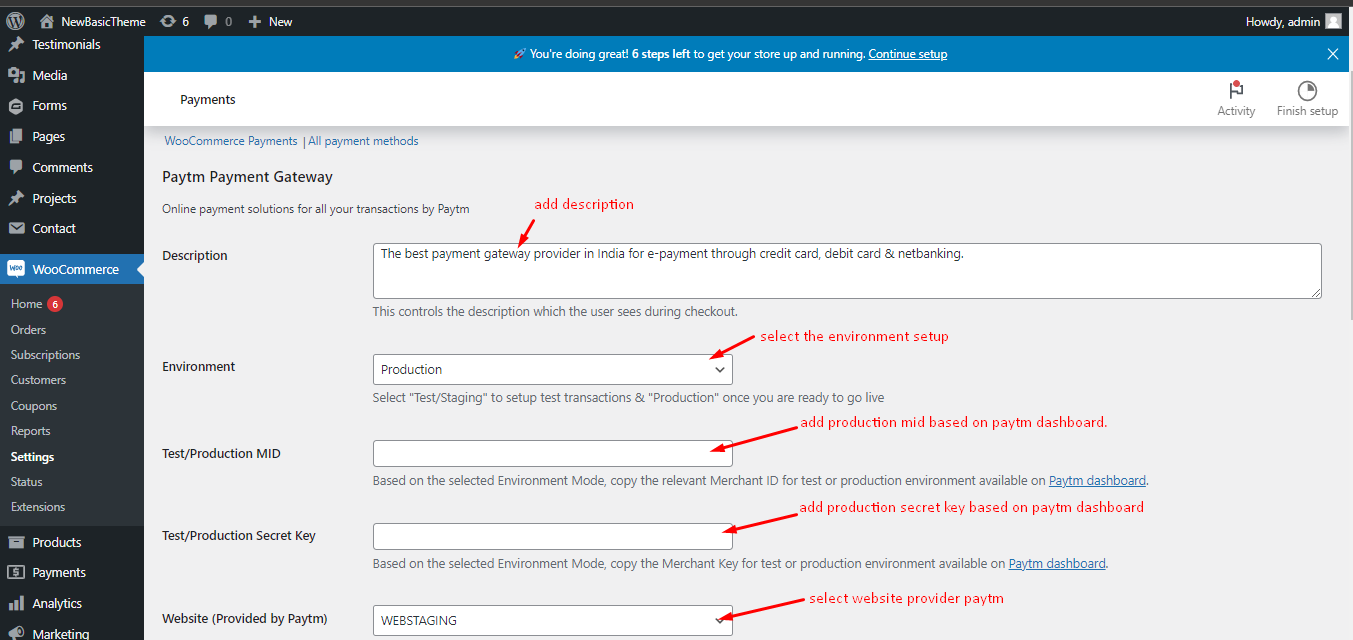 NewBasicTheme 6 0 New Howdy, admin
Testimonials
Media
Forms
Pages
Comments
Projects
Contact
WOO WooCommerce
Home 6
Orders
Subscriptions
Customers
Coupons
Reports
Settings
Status
Extensions
Products
Payments
Analytics
Marketing
🚀 You're doing great! 6 steps left to get your store up and running. Continue setup
Payments
Activity
Finish setup
WooCommerce Payments | All payment methods
Paytm Payment Gateway
Online payment solutions for all your transactions by Paytm
add description
Description
The best payment gateway provider in India for e-payment through credit card, debit card & netbanking.
This controls the description which the user sees during checkout.
select the environment setup
Environment
Production
Select "Test/Staging" to setup test transactions & "Production" once you are ready to go live
add production mid based on paytm dashboard.
Test/Production MID
Based on the selected Environment Mode, copy the relevant Merchant ID for test or production environment available on Paytm dashboard.
add production secret key based on paytm dashboard
Test/Production Secret Key
Based on the selected Environment Mode, copy the Merchant Key for test or production environment available on Paytm dashboard.
select website provider paytm
Website (Provided by Paytm)
WEBSTAGING